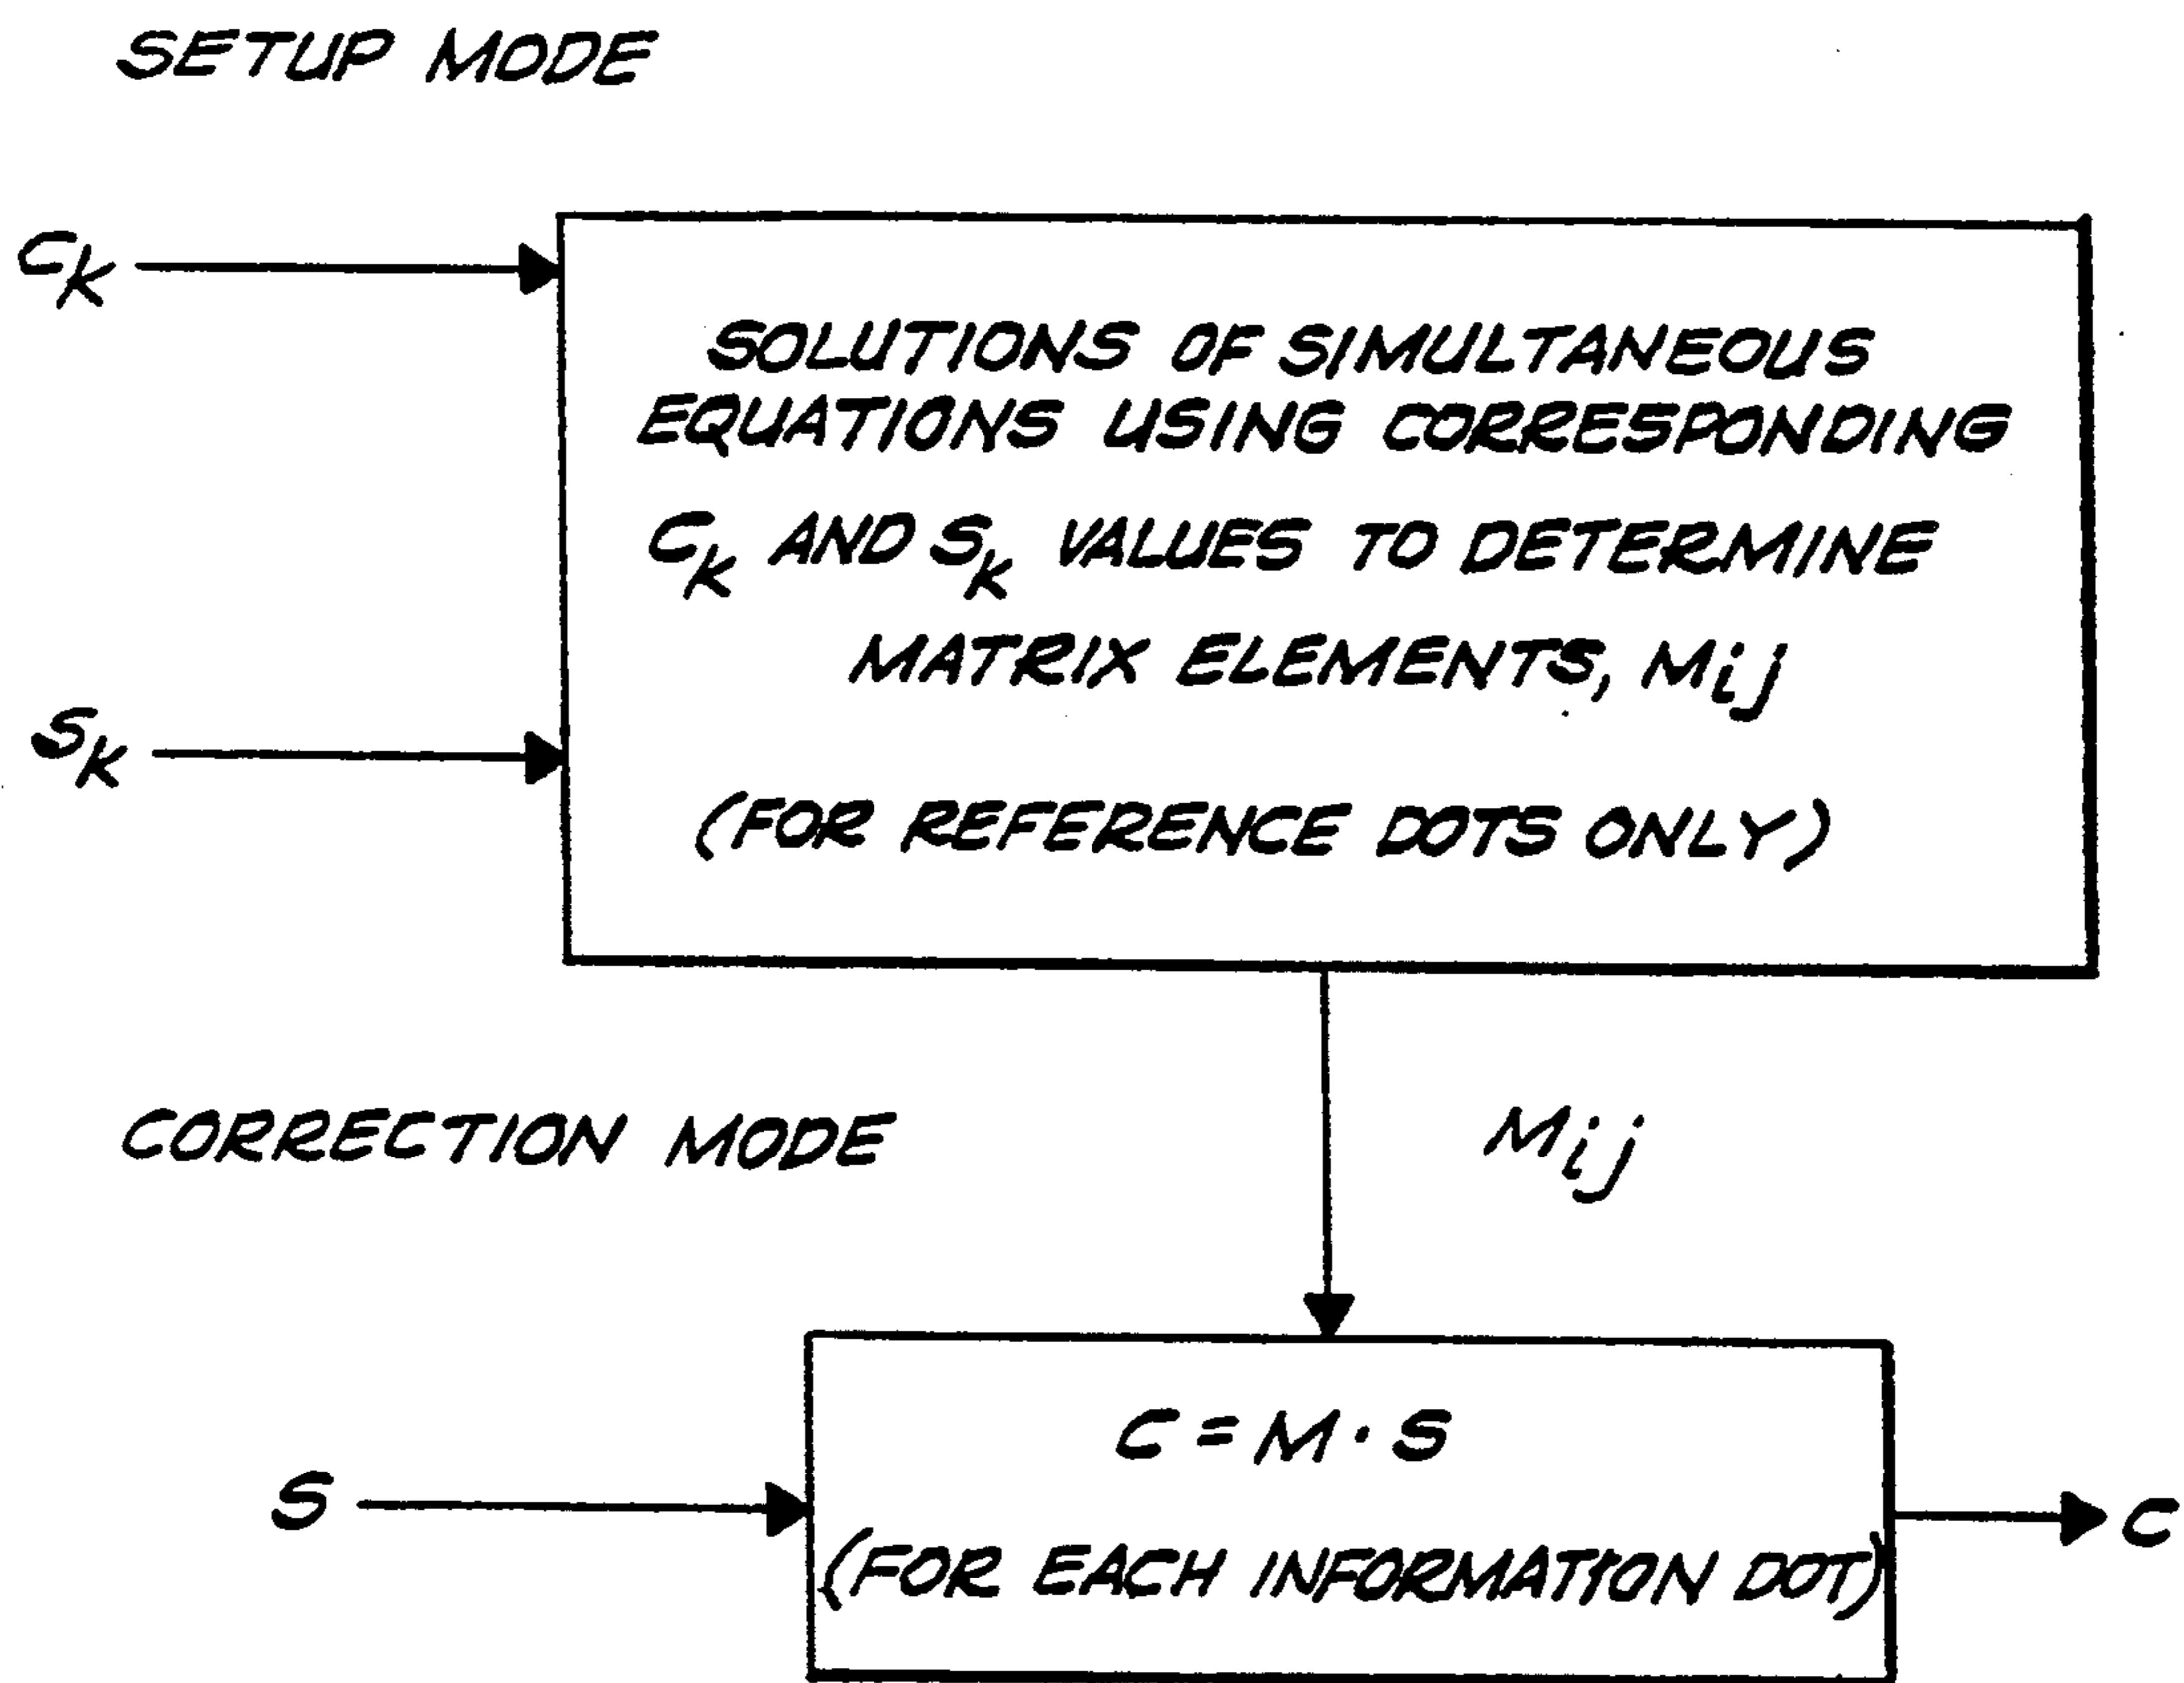 SETUP MODE
Ck
SOLUTIONS OF SIMULTANEOUS
EQUATIONS USING CORRESPONDING
Ck AND Sk VALUES TO DETERMINE
MATRIX ELEMENTS, Mij
Sk
(FOR REFERENCE DOTS ONLY)
CORRECTION MODE
Mij
C = M · S
S
C
(FOR EACH INFORMATION DOT)